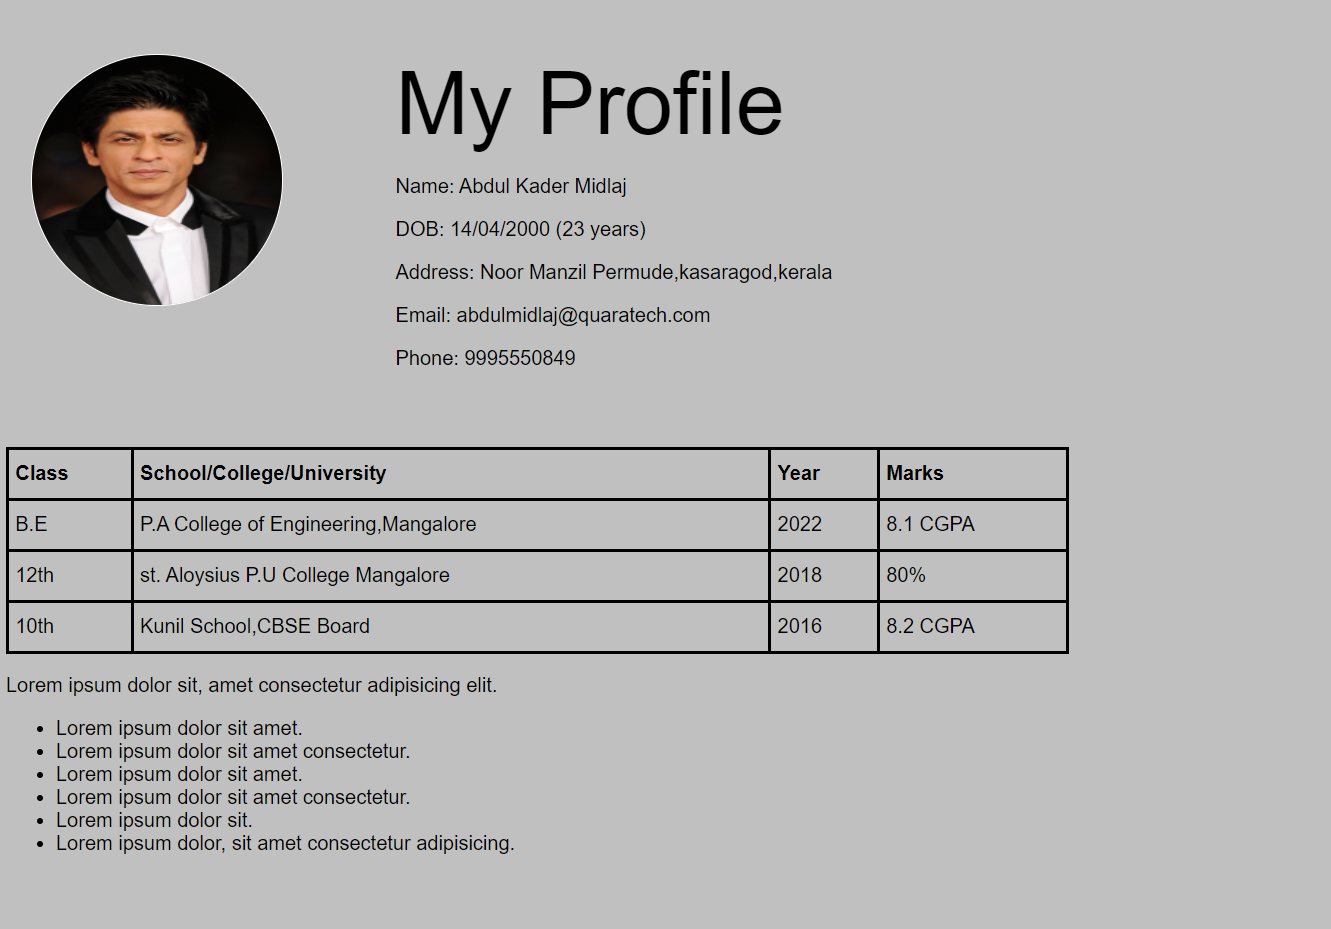 My Profile
Name: Abdul Kader Midlaj
DOB: 14/04/2000 (23 years)
Address: Noor Manzil Permude,kasaragod,kerala
Email: abdulmidlaj@quaratech.com
Phone: 9995550849
Class School/College/University Year Marks
B.E P.A College of Engineering,Mangalore 2022 8.1 CGPA
12th st. Aloysius P.U College Mangalore 2018 80%
10th Kunil School,CBSE Board 2016 8.2 CGPA
Lorem ipsum dolor sit, amet consectetur adipisicing elit.
• Lorem ipsum dolor sit amet.
• Lorem ipsum dolor sit amet consectetur.
• Lorem ipsum dolor sit amet.
• Lorem ipsum dolor sit amet consectetur.
• Lorem ipsum dolor sit.
• Lorem ipsum dolor, sit amet consectetur adipisicing.